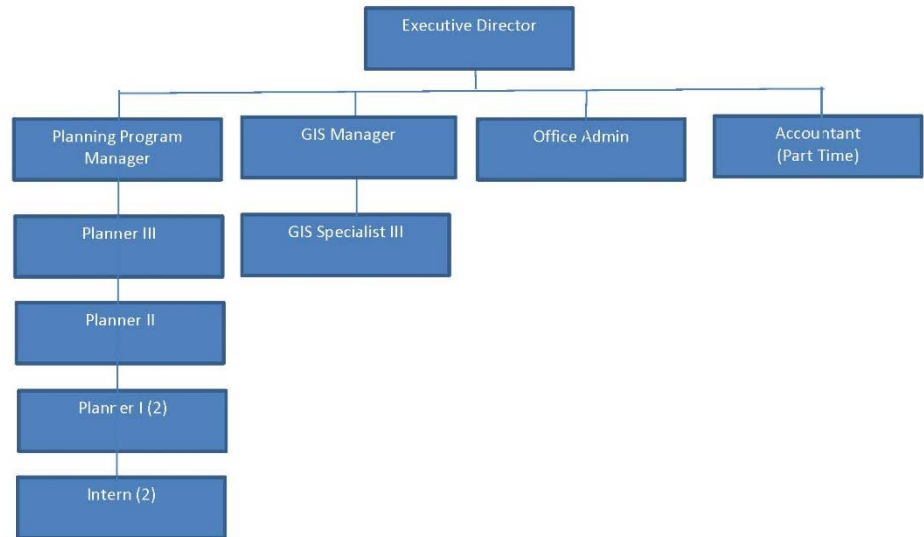 Executive Director
Planning Program
Manager
GIS Manager
Office Admin
Accountant
(Part Time)
Planner III
GIS Specialist III
Planner II
Planner I (2)
Intern (2)